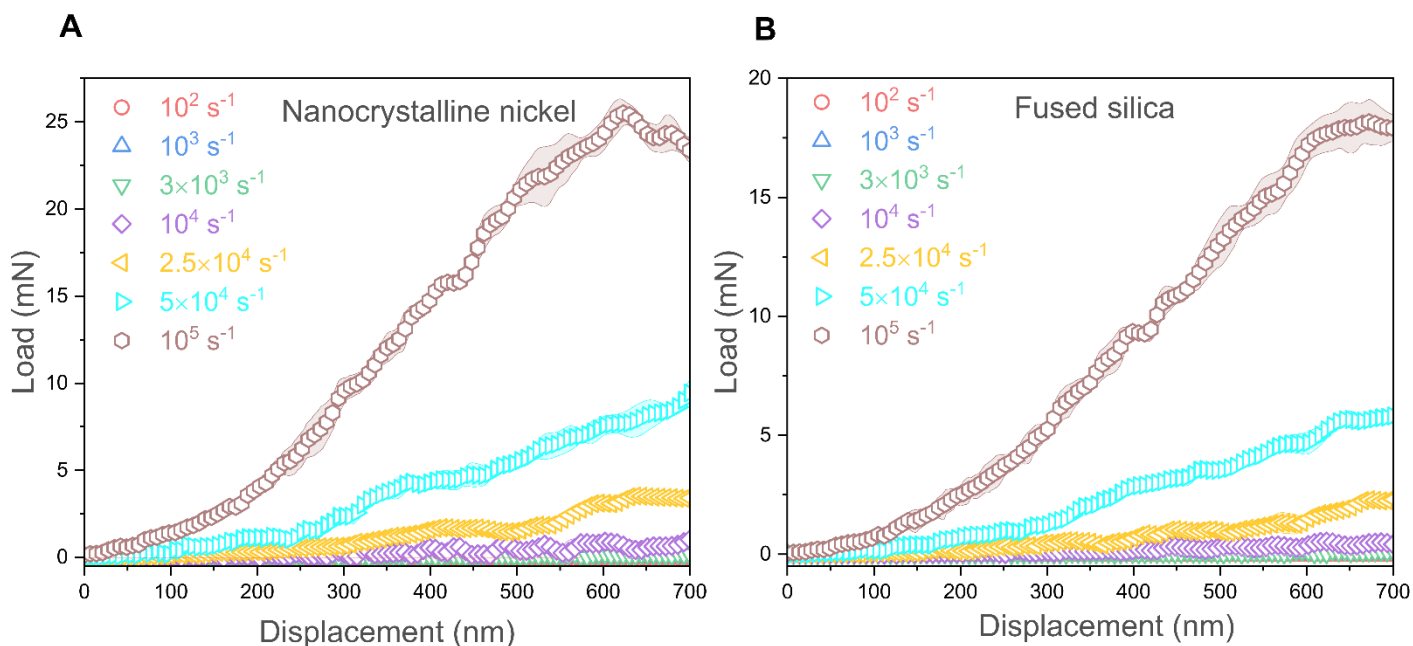 A
Nanocrystalline nickel
10² s⁻¹
10³ s⁻¹
3×10³ s⁻¹
10⁴ s⁻¹
2.5×10⁴ s⁻¹
5×10⁴ s⁻¹
10⁵ s⁻¹
Load (mN)
25
20
15
10
5
0
0 100 200 300 400 500 600 700
Displacement (nm)
B
Fused silica
10² s⁻¹
10³ s⁻¹
3×10³ s⁻¹
10⁴ s⁻¹
2.5×10⁴ s⁻¹
5×10⁴ s⁻¹
10⁵ s⁻¹
Load (mN)
20
15
10
5
0
0 100 200 300 400 500 600 700
Displacement (nm)